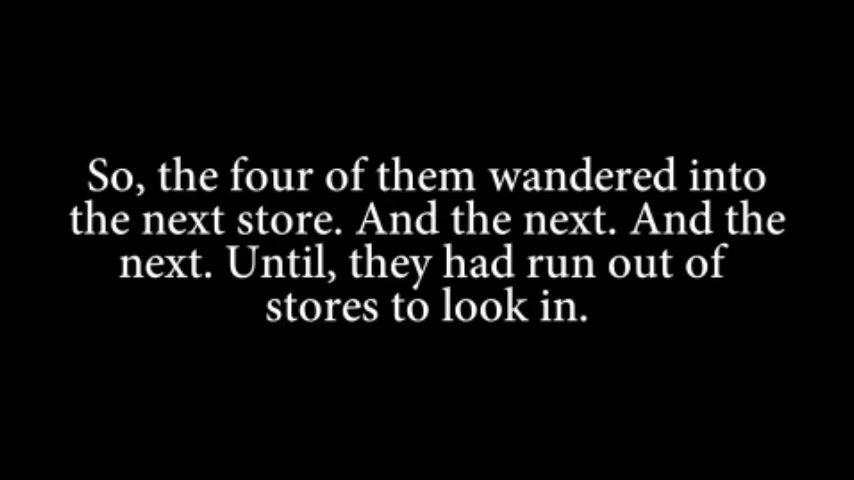 So, the four of them wandered into
the next store. And the next. And the
next. Until, they had run out of
stores to look in.